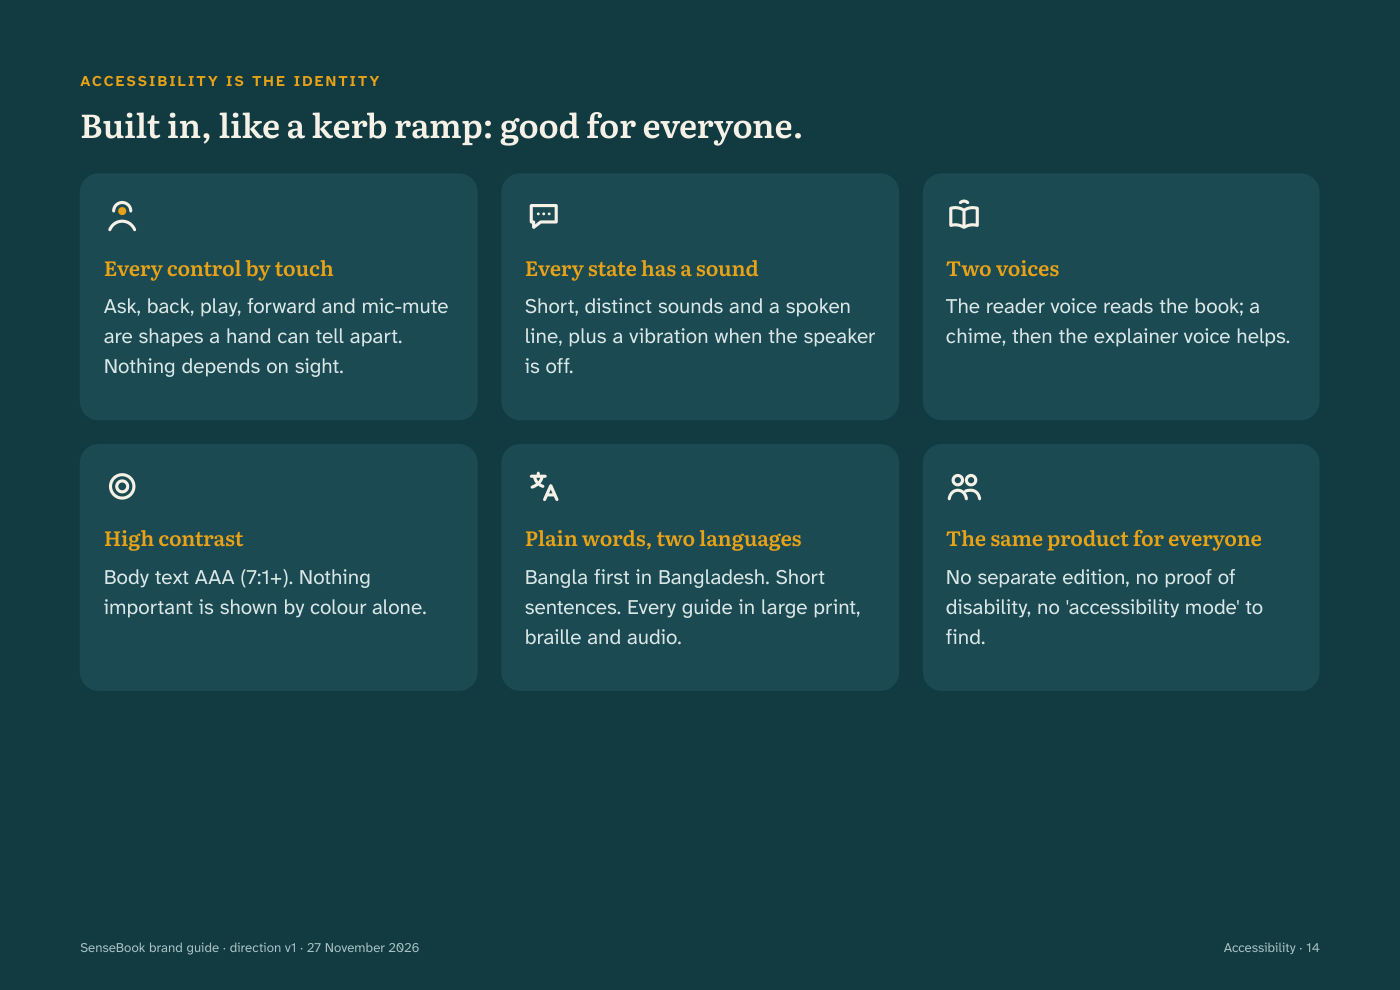 ACCESSIBILITY IS THE IDENTITY
Built in, like a kerb ramp: good for everyone.
Every control by touch
Ask, back, play, forward and mic-mute
are shapes a hand can tell apart.
Nothing depends on sight.
Every state has a sound
Short, distinct sounds and a spoken
line, plus a vibration when the speaker
is off.
Two voices
The reader voice reads the book; a
chime, then the explainer voice helps.
High contrast
Body text AAA (7:1+). Nothing
important is shown by colour alone.
Plain words, two languages
Bangla first in Bangladesh. Short
sentences. Every guide in large print,
braille and audio.
The same product for everyone
No separate edition, no proof of
disability, no 'accessibility mode' to
find.
SenseBook brand guide · direction v1 · 27 November 2026
Accessibility · 14